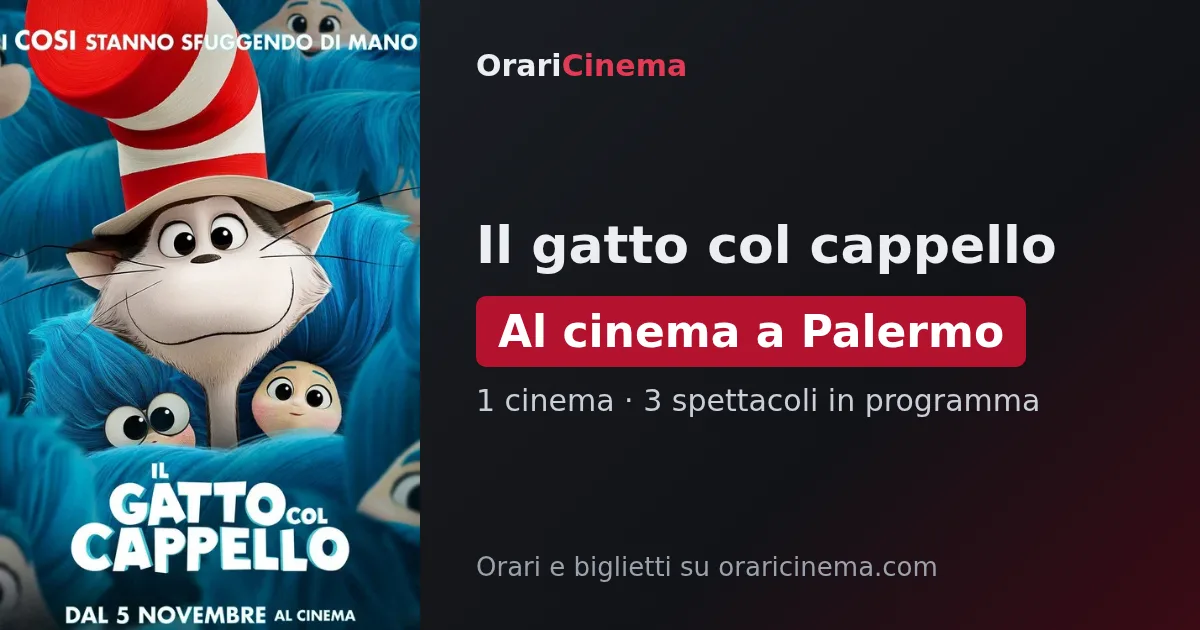 I COSI STANNO SFUGGENDO DI MANO
IL
GATTO COL
CAPPELLO
DAL 5 NOVEMBRE AL CINEMA
OrariCinema
Il gatto col cappello
Al cinema a Palermo
1 cinema · 3 spettacoli in programma
Orari e biglietti su oraricinema.com